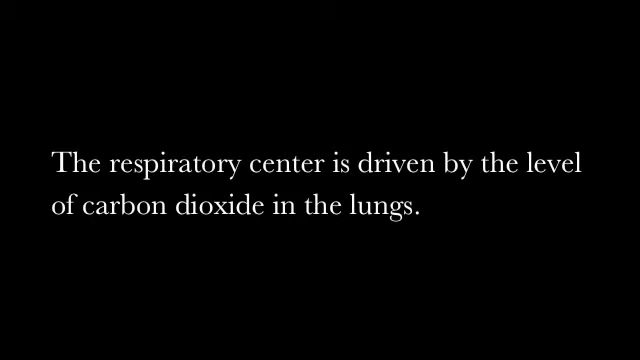 The respiratory center is driven by the level
of carbon dioxide in the lungs.